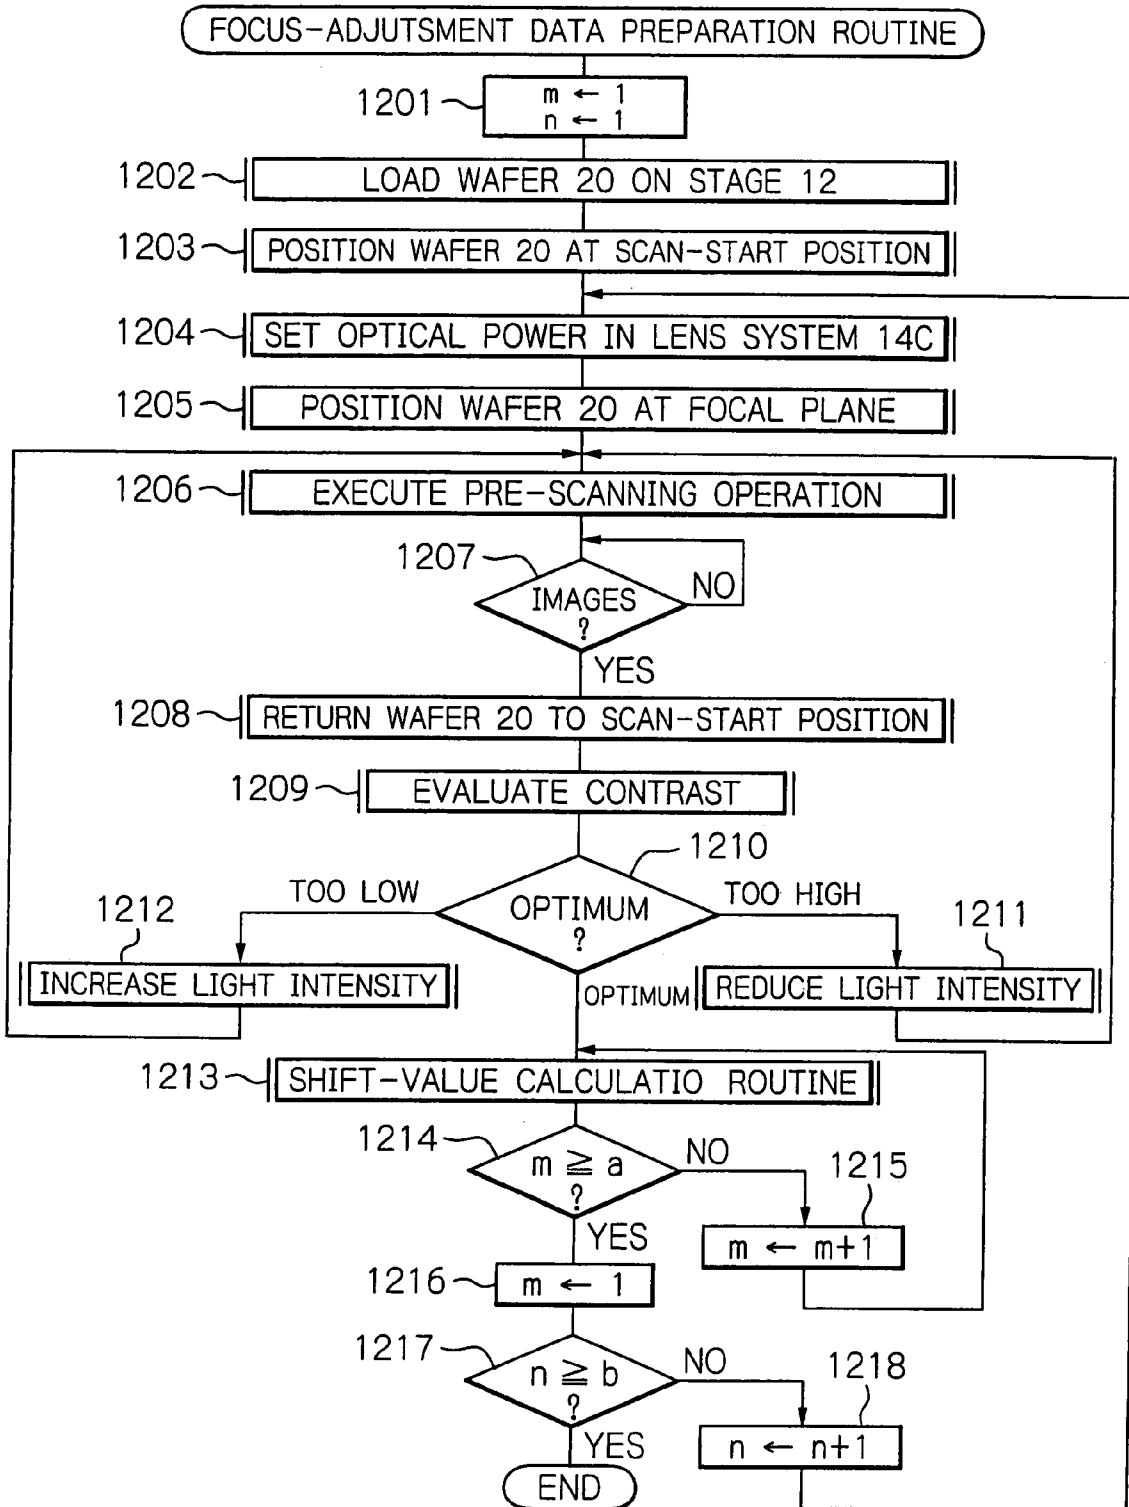 FOCUS-ADJUTSMENT DATA PREPARATION ROUTINE
1201
m ← 1
n ← 1
1202
LOAD WAFER 20 ON STAGE 12
1203
POSITION WAFER 20 AT SCAN-START POSITION
1204
SET OPTICAL POWER IN LENS SYSTEM 14C
1205
POSITION WAFER 20 AT FOCAL PLANE
1206
EXECUTE PRE-SCANNING OPERATION
1207
IMAGES
?
NO
YES
1208
RETURN WAFER 20 TO SCAN-START POSITION
1209
EVALUATE CONTRAST
1210
OPTIMUM
?
TOO LOW
TOO HIGH
1212
1211
INCREASE LIGHT INTENSITY
OPTIMUM
REDUCE LIGHT INTENSITY
1213
SHIFT-VALUE CALCULATIO ROUTINE
1214
m ≧ a
?
NO
1215
YES
m ← m+1
1216
m ← 1
1217
n ≧ b
?
NO
1218
YES
n ← n+1
END